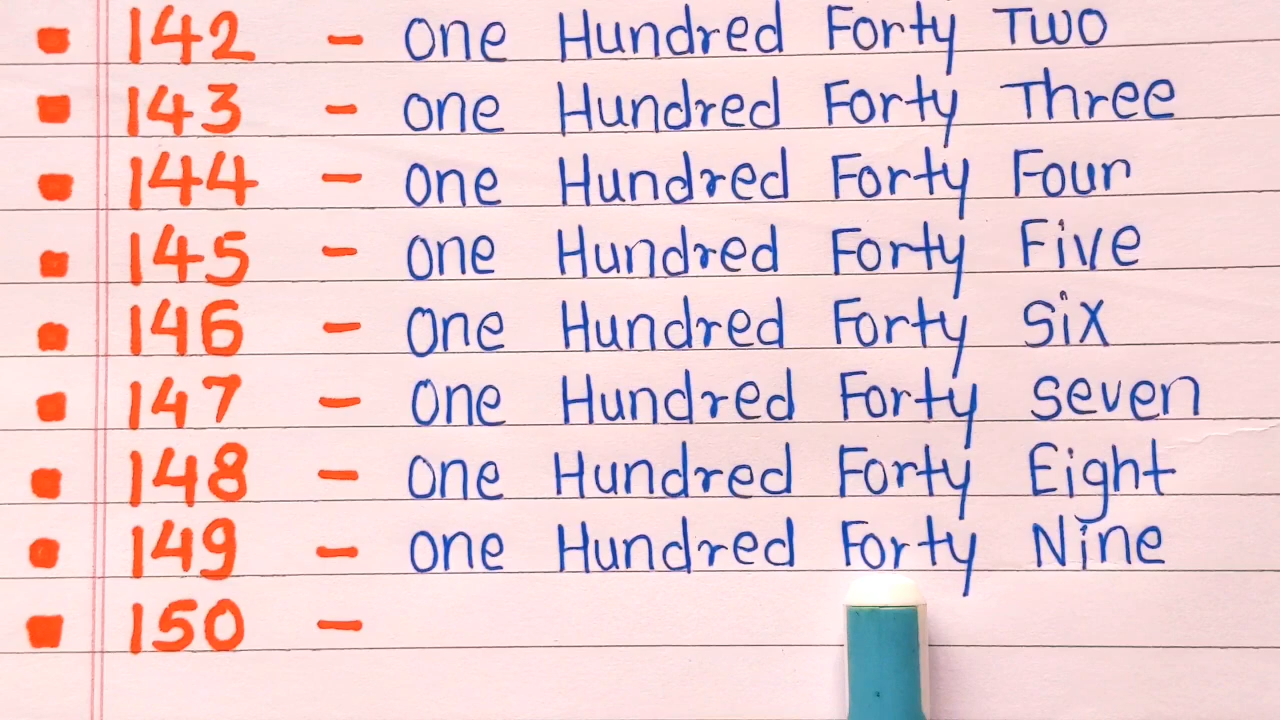 142 - One Hundred Forty Two
143 - One Hundred Forty Three
144 - One Hundred Forty Four
145 - One Hundred Forty Five
146 - One Hundred Forty Six
147 - One Hundred Forty Seven
148 - One Hundred Forty Eight
149 - One Hundred Forty Nine
150 -